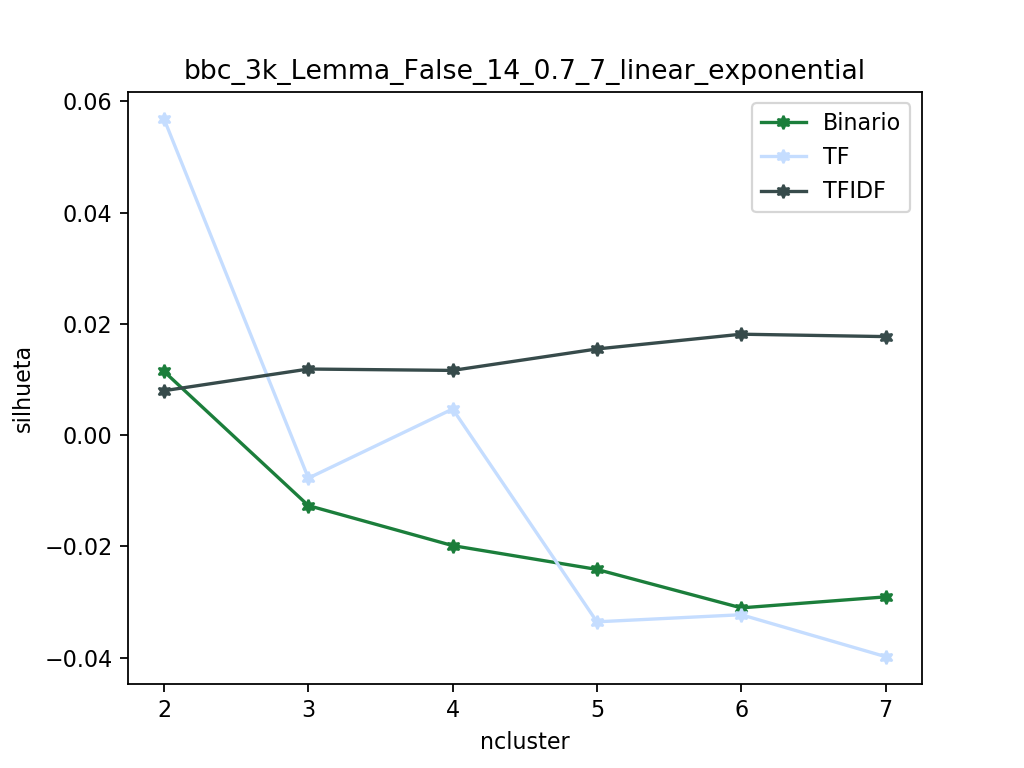 bbc_3k_Lemma_False_14_0.7_7_linear_exponential
Binario
TF
TFIDF
silhueta
0.06
0.04
0.02
0.00
−0.02
−0.04
2 3 4 5 6 7
ncluster